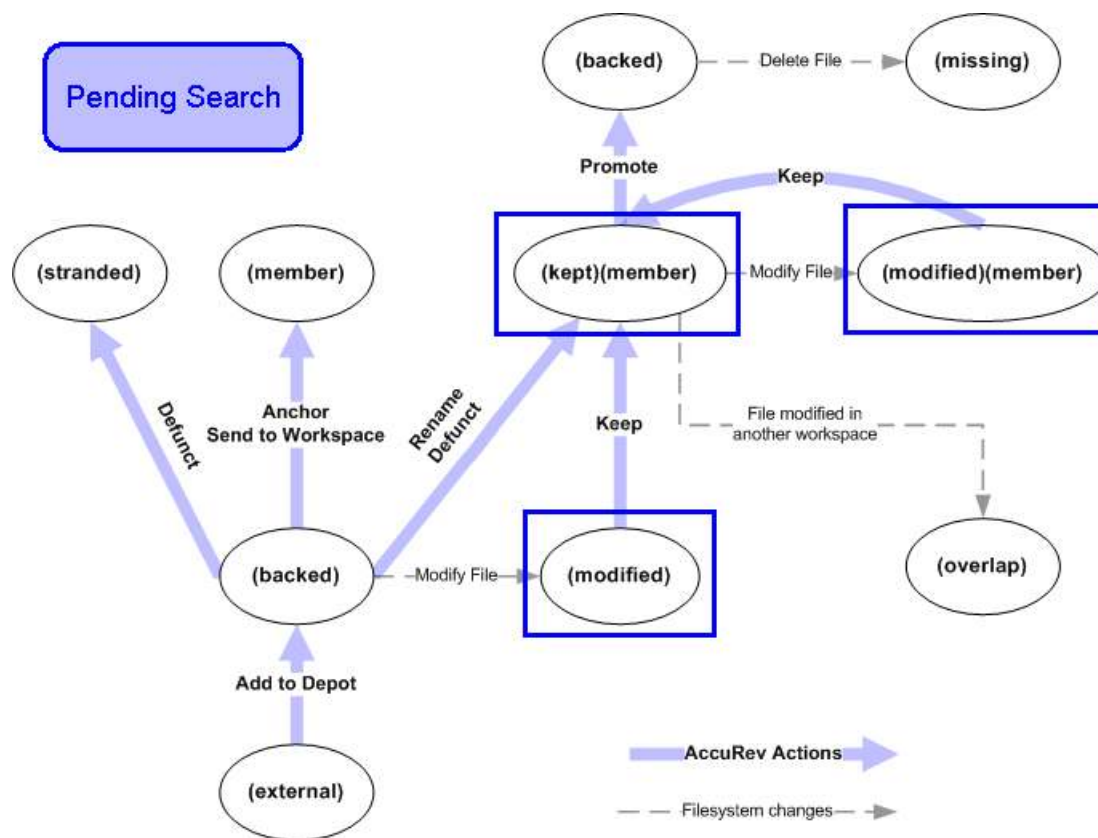 Pending Search
(backed)
Delete File
(missing)
Promote
Keep
(stranded)
(member)
(kept)(member)
Modify File
(modified)(member)
Defunct
Anchor
Send to Workspace
Rename
Defunct
Keep
File modified in
another workspace
(backed)
Modify File
(modified)
(overlap)
Add to Depot
(external)
AccuRev Actions
Filesystem changes